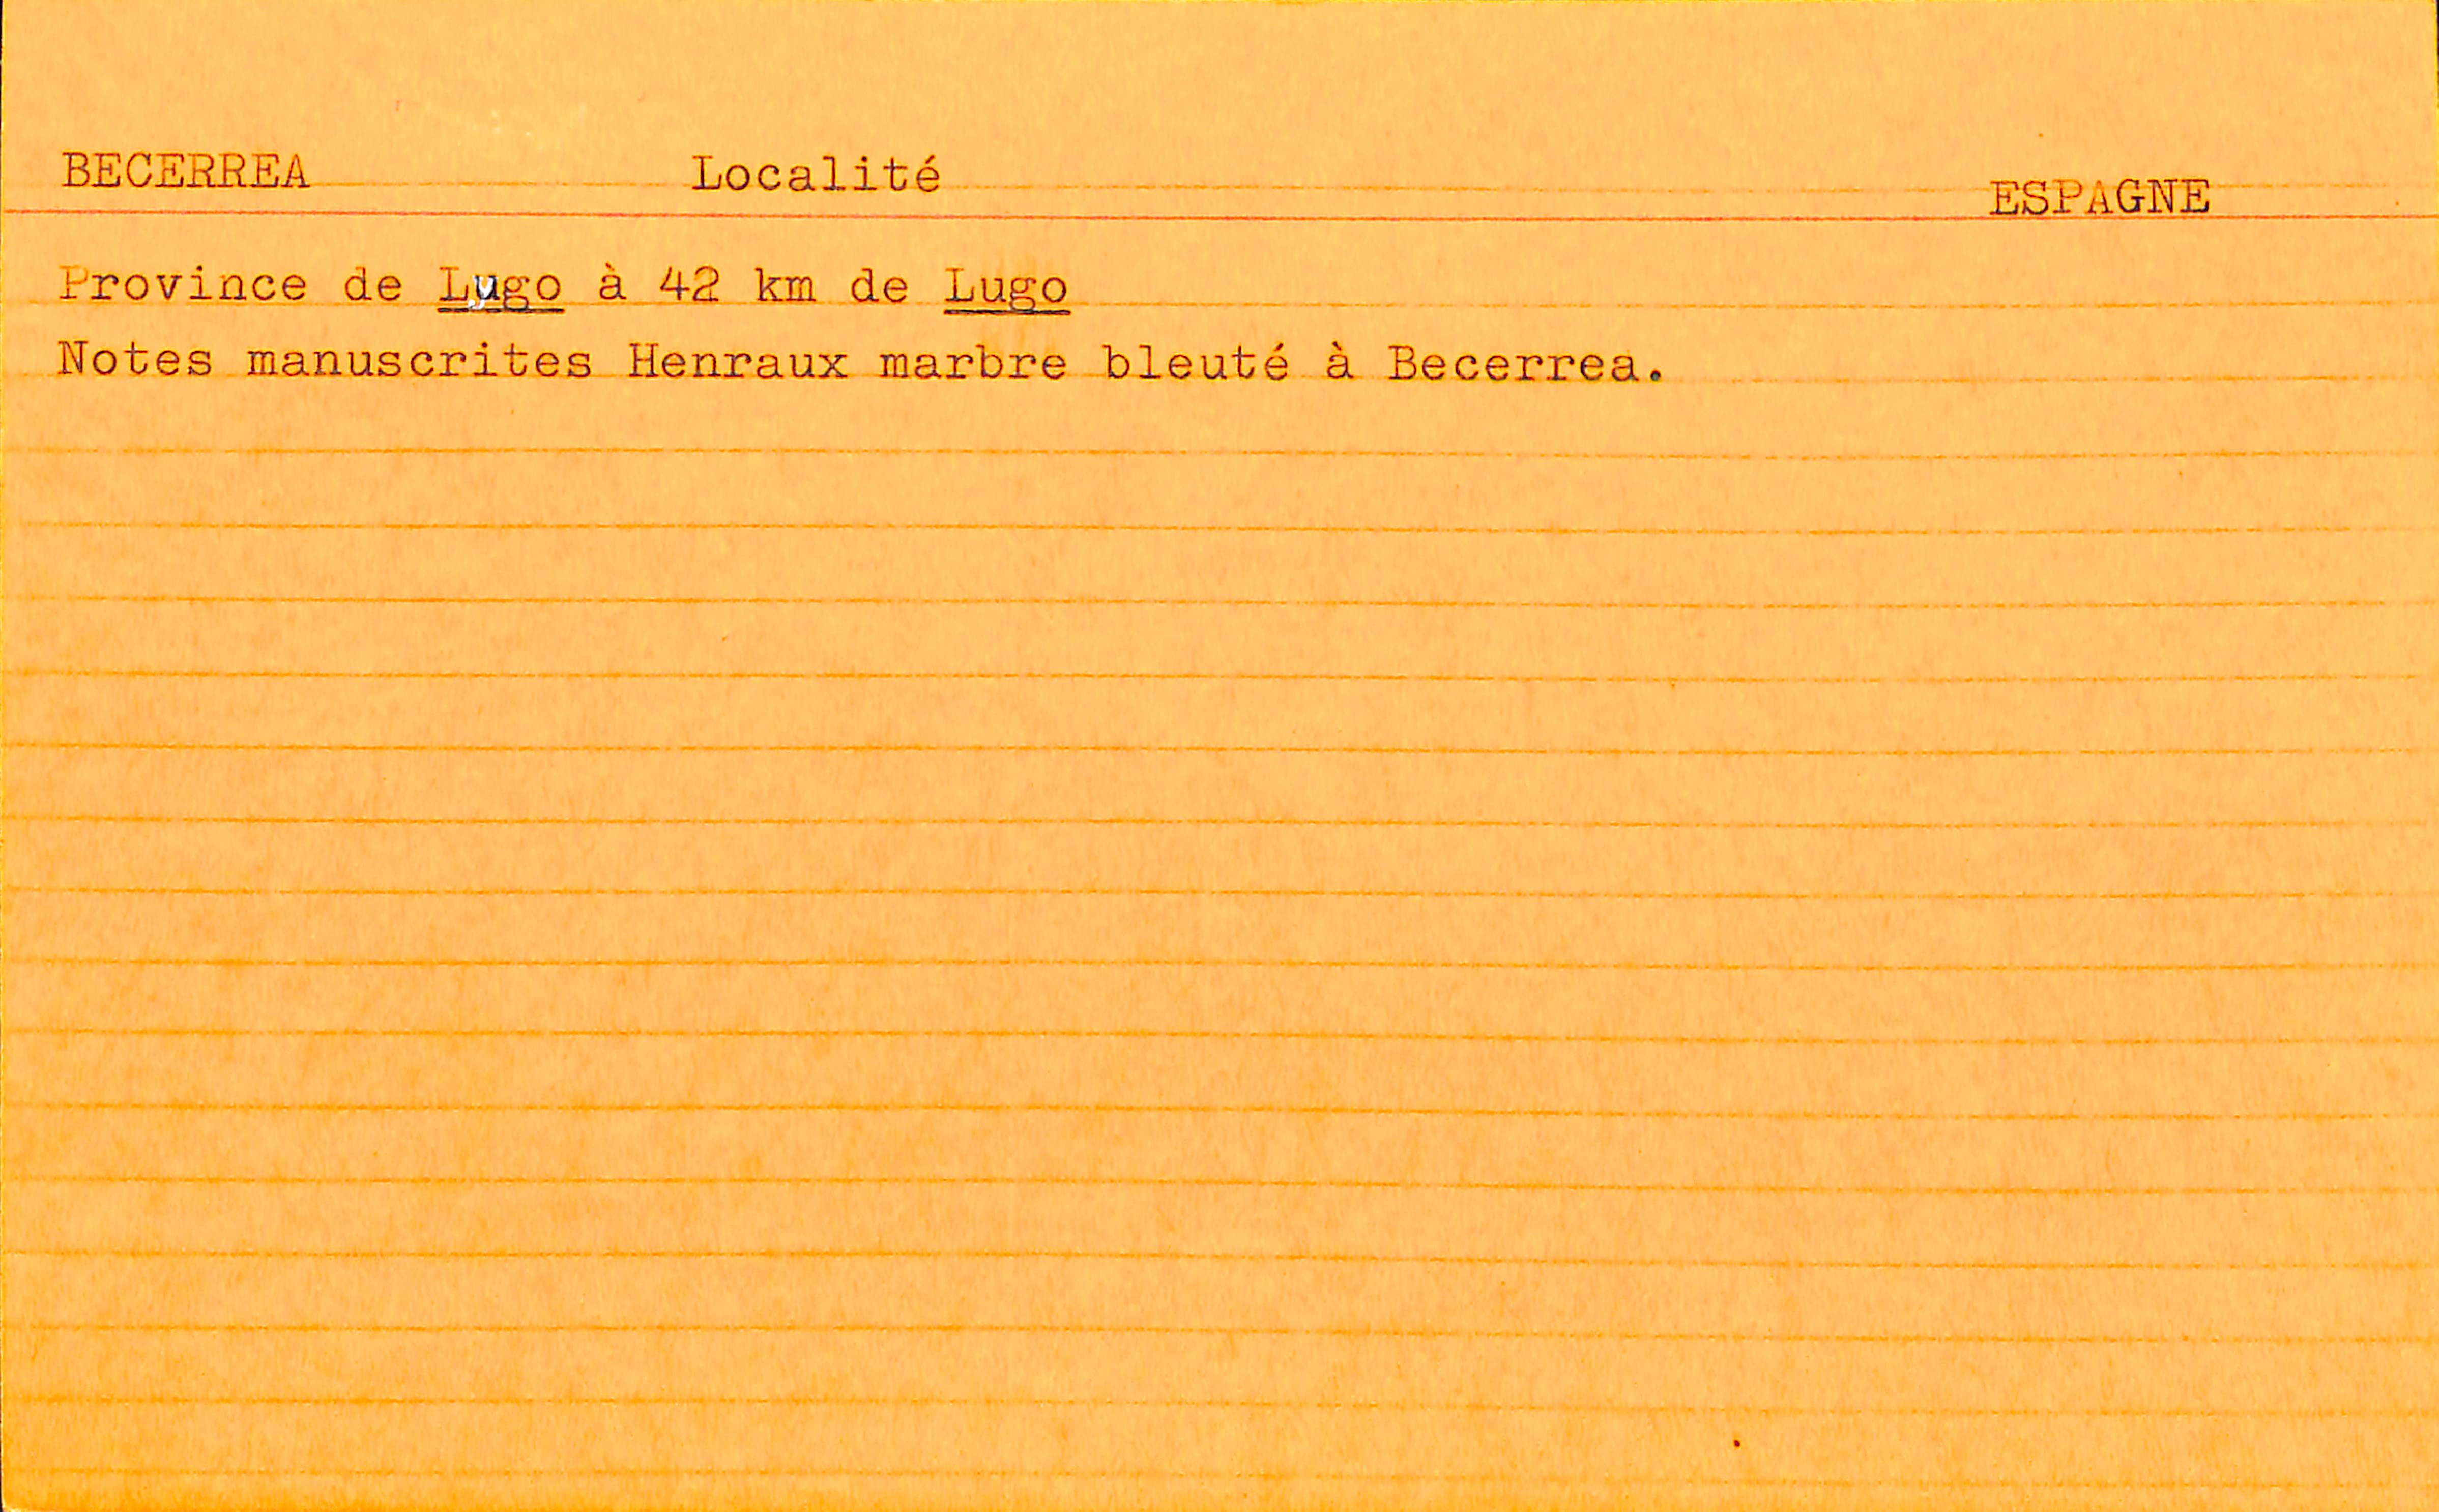 BECERREA Localité ESPAGNE
Province de Lugo à 42 km de Lugo
Notes manuscrites Henraux marbre bleuté à Becerrea.